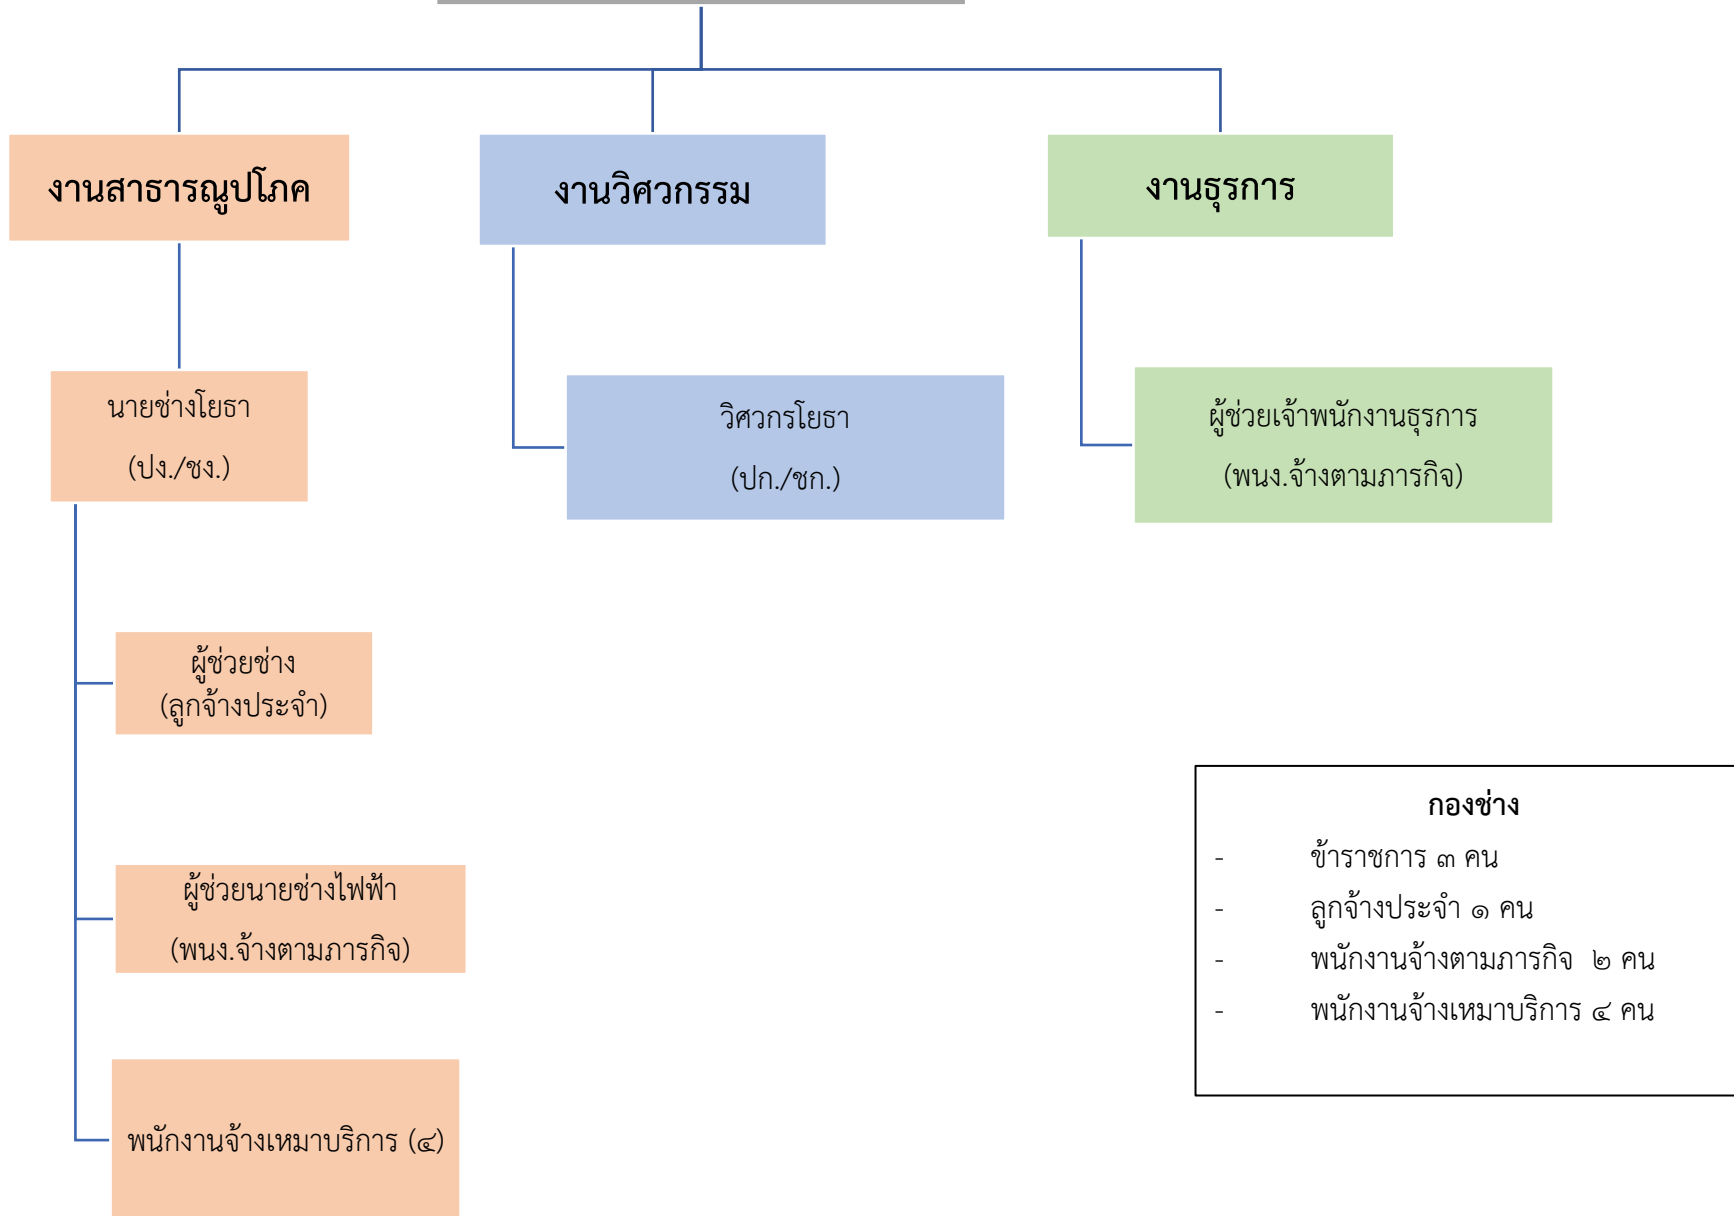 งานสาธารณูปโภค
งานวิศวกรรม
งานธุรการ
นายช่างโยธา
(ปง./ชง.)
วิศวกรโยธา
(ปก./ชก.)
ผู้ช่วยเจ้าพนักงานธุรการ
(พนง.จ้างตามภารกิจ)
ผู้ช่วยช่าง
(ลูกจ้างประจำ)
ผู้ช่วยนายช่างไฟฟ้า
(พนง.จ้างตามภารกิจ)
พนักงานจ้างเหมาบริการ (๔)
กองช่าง
- ข้าราชการ ๓ คน
- ลูกจ้างประจำ ๑ คน
- พนักงานจ้างตามภารกิจ ๒ คน
- พนักงานจ้างเหมาบริการ ๔ คน